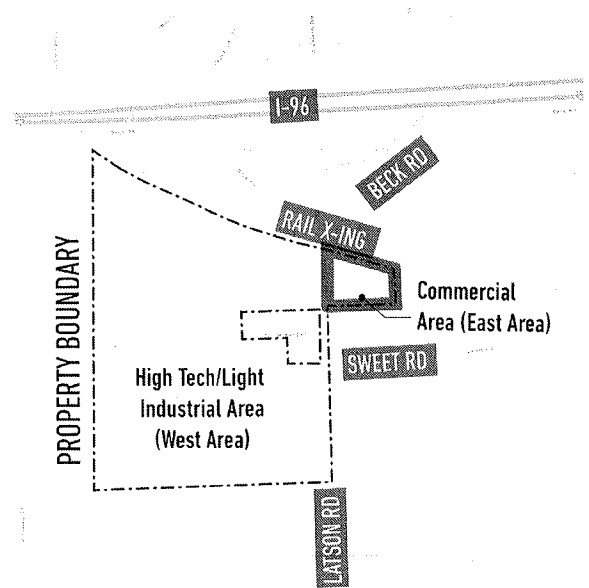 I-96
BECK RD
RAIL X-ING
PROPERTY BOUNDARY
Commercial
Area (East Area)
SWEET RD
High Tech/Light
Industrial Area
(West Area)
LATSON RD